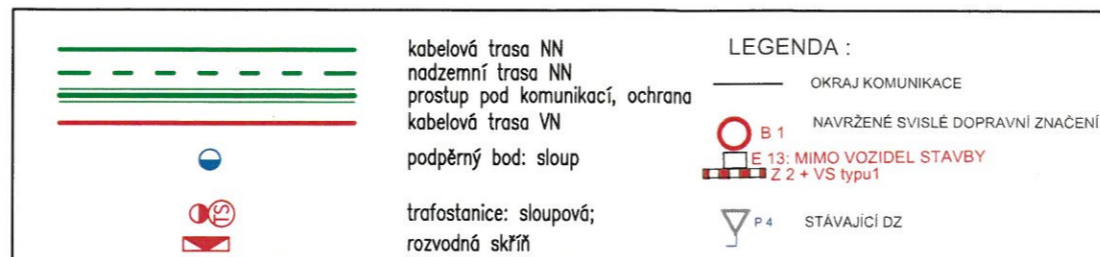 kabelová trasa NN
nadzemní trasa NN
prostup pod komunikací, ochrana
kabelová trasa VN
podpěrný bod: sloup
TS
trafostanice: sloupová;
rozvodná skříň
LEGENDA :
OKRAJ KOMUNIKACE
B 1 NAVRŽENÉ SVISLÉ DOPRAVNÍ ZNAČENÍ
E 13: MIMO VOZIDEL STAVBY
Z 2 + VS typu1
P 4 STÁVAJÍCÍ DZ